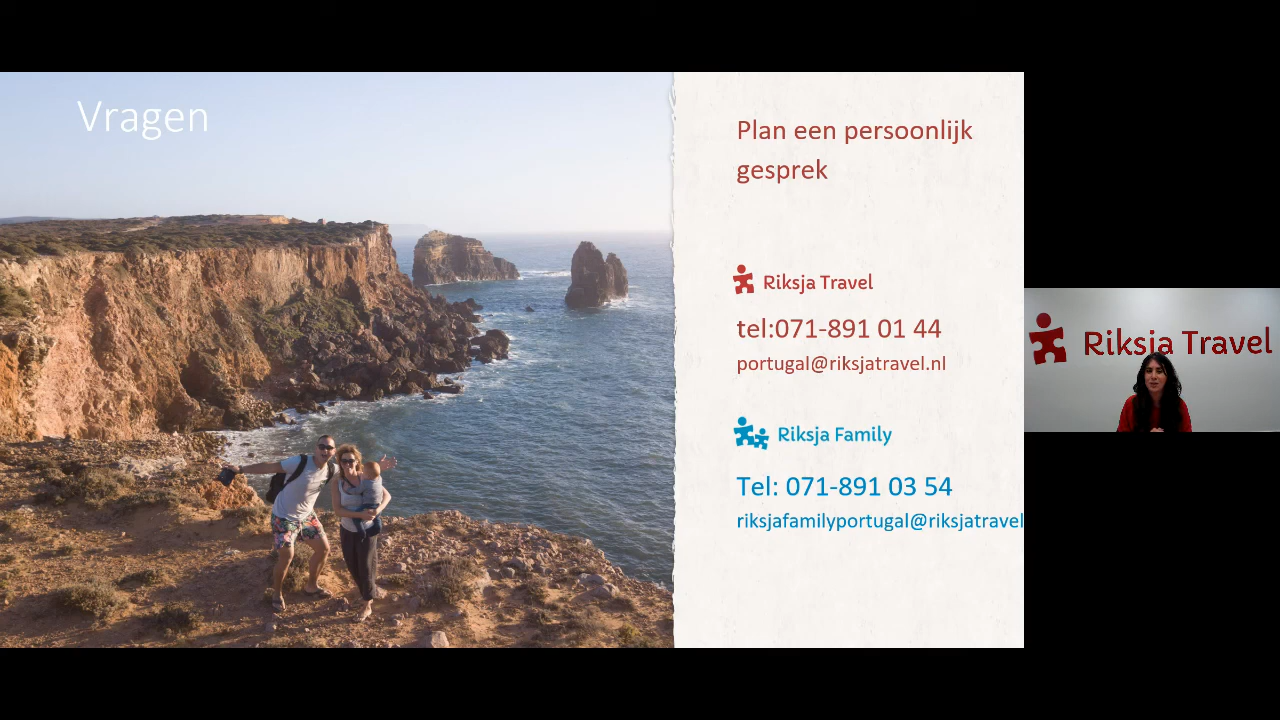 Vragen
Plan een persoonlijk
gesprek
Riksja Travel
tel:071-891 01 44
portugal@riksjatravel.nl
Riksja Family
Tel: 071-891 03 54
riksjafamilyportugal@riksjatravel
Riksja Travel